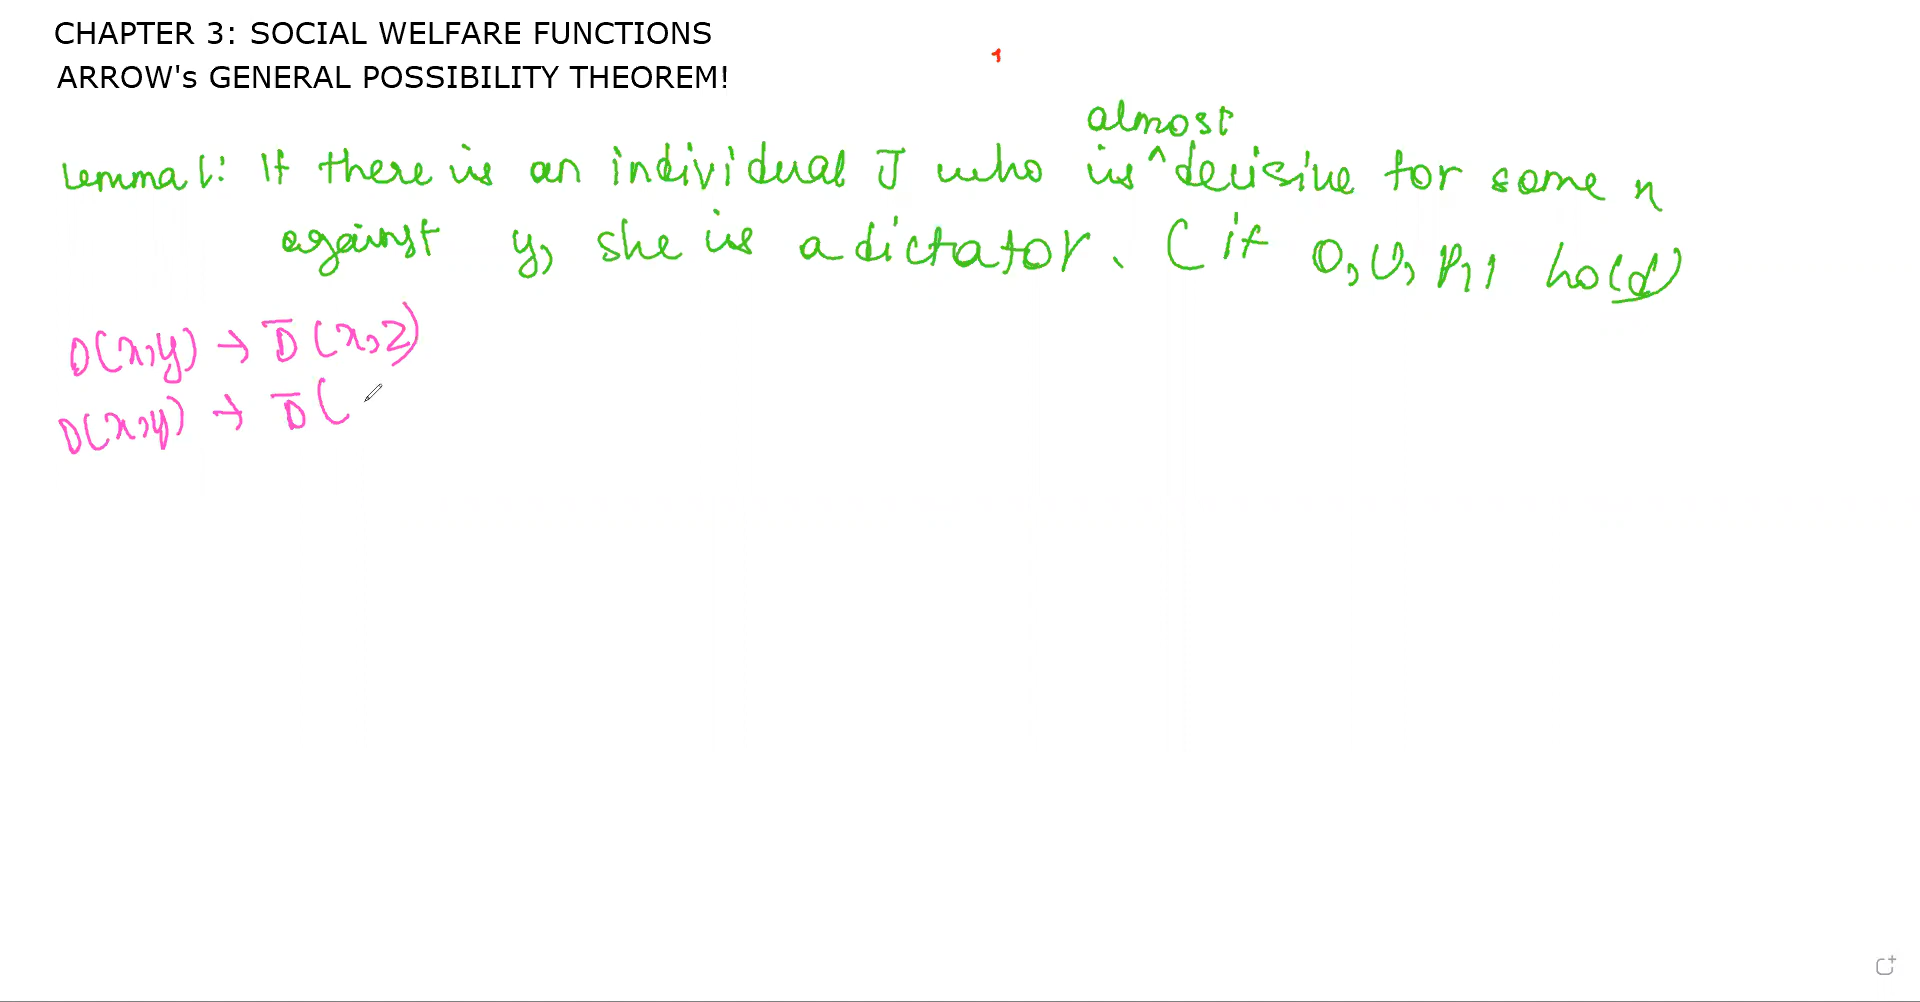 CHAPTER 3: SOCIAL WELFARE FUNCTIONS
ARROW's GENERAL POSSIBILITY THEOREM!
1
almost
Lemma 1: If there is an individual J who is ^ decisive for some x
against y, she is a dictator. (if O, U, P, I hold)
D(x,y) → D̅(x,z)
D(x,y) → D̅(